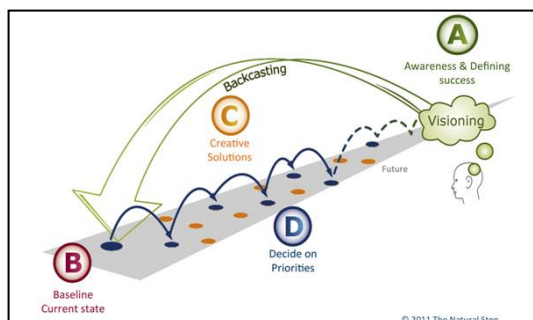 A
Awareness & Defining
success
Backcasting
Visioning
C
Creative
Solutions
Future
D
Decide on
Priorities
B
Baseline
Current state
© 2011 The Natural Step